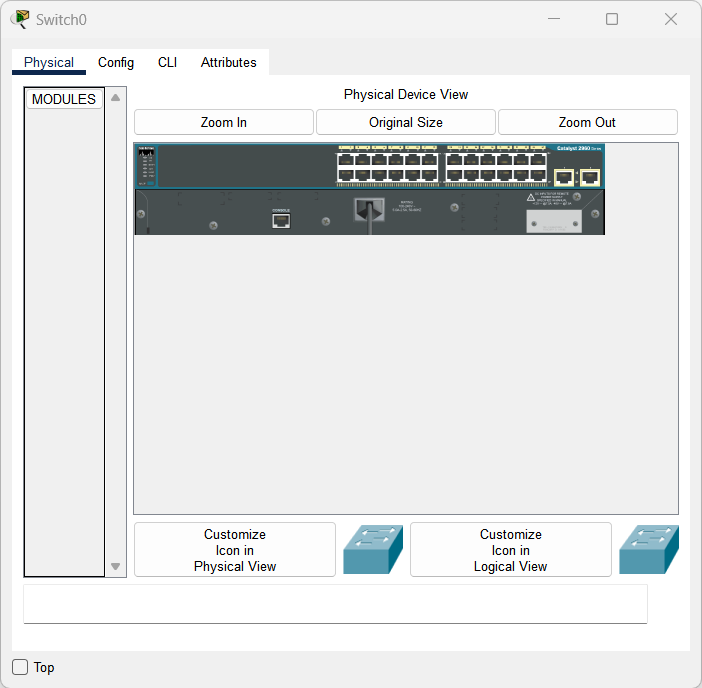 Switch0
Physical
Config
CLI
Attributes
MODULES
Physical Device View
Zoom In
Original Size
Zoom Out
Catalyst 2960 Series
CONSOLE
Customize
Icon in
Physical View
Customize
Icon in
Logical View
Top